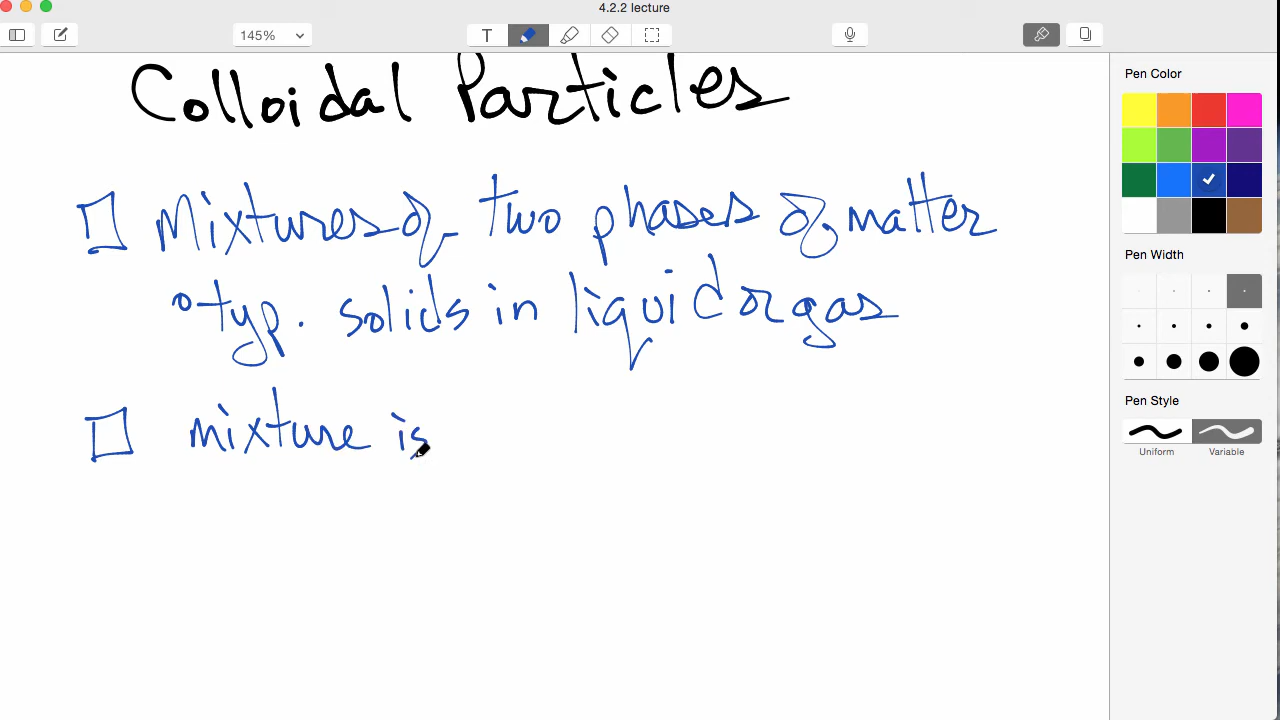 4.2.2 lecture
145%
T
Colloidal Particles
Mixtures of two phases of matter
typ. solids in liquid or gas
mixture is
Pen Color
Pen Width
Pen Style
Uniform Variable